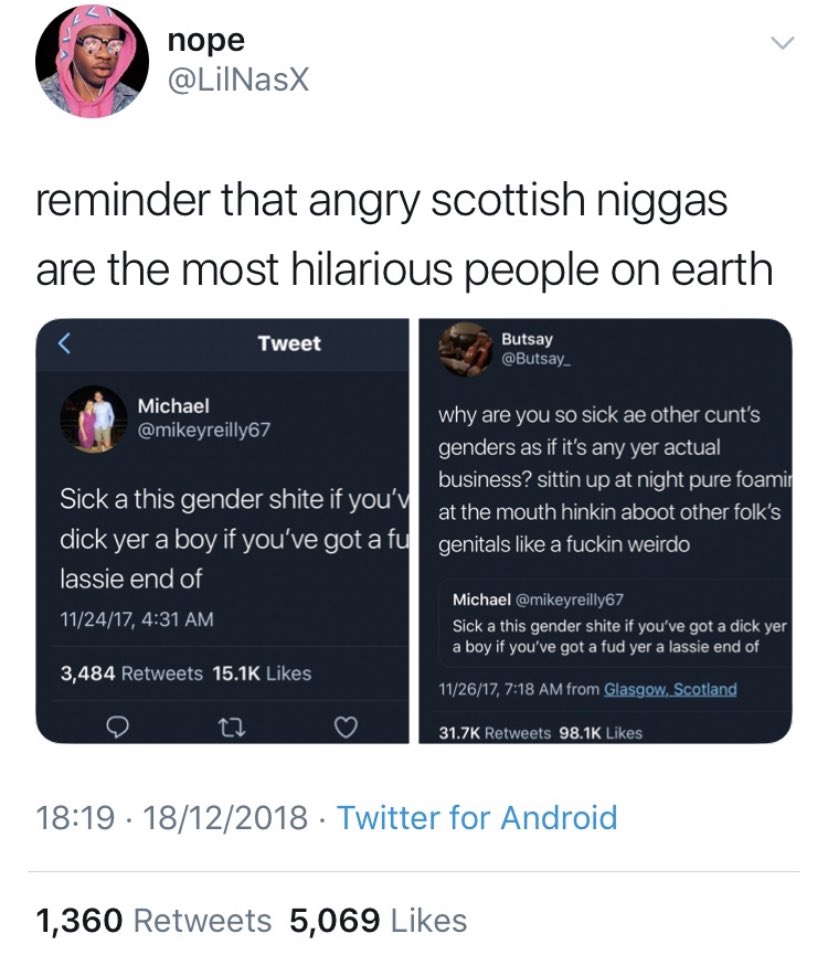 nope
@LilNasX
reminder that angry scottish niggas
are the most hilarious people on earth
Tweet
Michael
@mikeyreilly67
Sick a this gender shite if you'v
dick yer a boy if you've got a fu
lassie end of
11/24/17, 4:31 AM
3,484 Retweets 15.1K Likes
Butsay
@Butsay_
why are you so sick ae other cunt's
genders as if it's any yer actual
business? sittin up at night pure foamin
at the mouth hinkin aboot other folk's
genitals like a fuckin weirdo
Michael @mikeyreilly67
Sick a this gender shite if you've got a dick yer
a boy if you've got a fud yer a lassie end of
11/26/17, 7:18 AM from Glasgow, Scotland
31.7K Retweets 98.1K Likes
18:19 · 18/12/2018 · Twitter for Android
1,360 Retweets 5,069 Likes